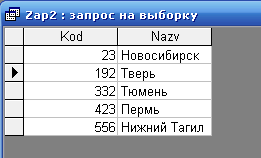 Zap2 : запрос на выборку
Kod Nazv
23 Новосибирск
192 Тверь
332 Тюмень
423 Пермь
556 Нижний Тагил